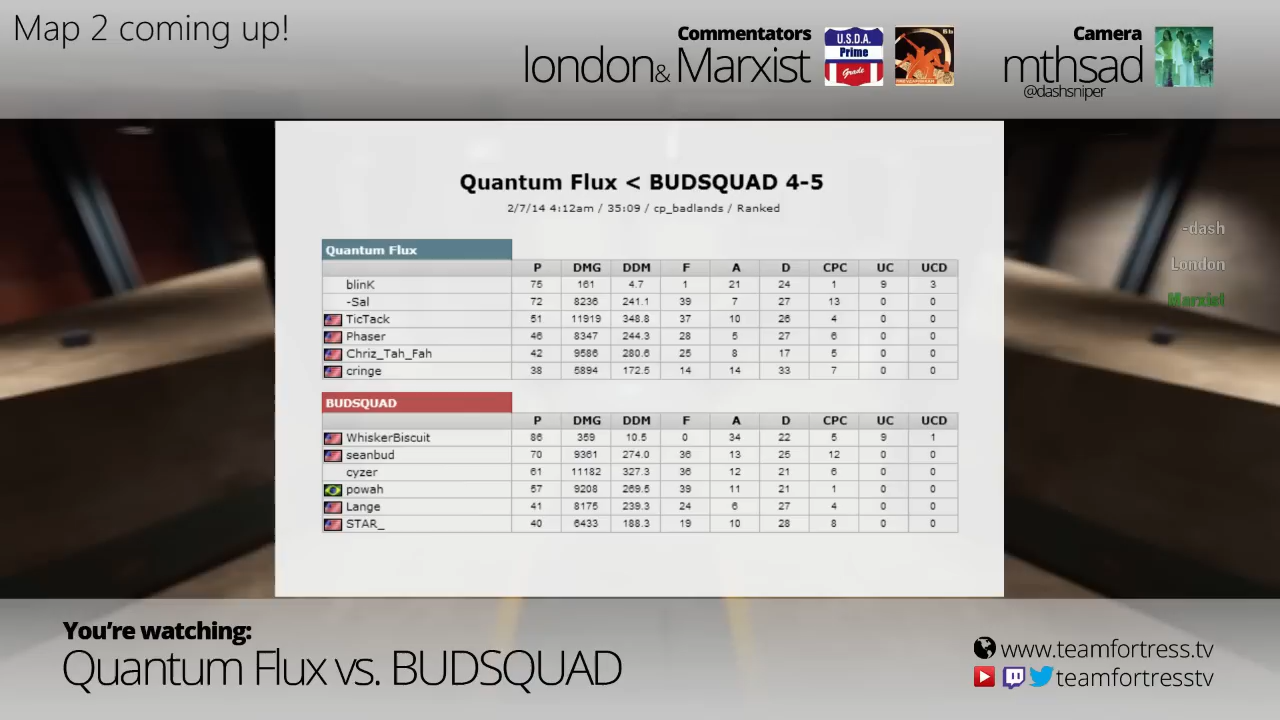 Map 2 coming up!
Commentators
london & Marxist
U.S.D.A.
Prime
Grade
Camera
mthsad
@dashsniper
Quantum Flux < BUDSQUAD 4-5
2/7/14 4:12am / 35:09 / cp_badlands / Ranked
-dash
London
Marxist
Quantum Flux
P DMG DDM F A D CPC UC UCD
blinK 75 161 4.7 1 21 24 1 9 3
-Sal 72 8236 241.1 39 7 27 13 0 0
TicTack 51 11919 348.8 37 10 26 4 0 0
Phaser 46 8347 244.3 28 5 27 6 0 0
Chriz_Tah_Fah 42 9586 280.6 25 8 17 5 0 0
cringe 38 5894 172.5 14 14 33 7 0 0
BUDSQUAD
P DMG DDM F A D CPC UC UCD
WhiskerBiscuit 86 359 10.5 0 34 22 5 9 1
seanbud 70 9361 274.0 36 13 25 12 0 0
cyzer 61 11182 327.3 36 12 21 6 0 0
powah 57 9208 269.5 39 11 21 1 0 0
Lange 41 8175 239.3 24 6 27 4 0 0
STAR_ 40 6433 188.3 19 10 28 8 0 0
You're watching:
Quantum Flux vs. BUDSQUAD
www.teamfortress.tv
teamfortresstv